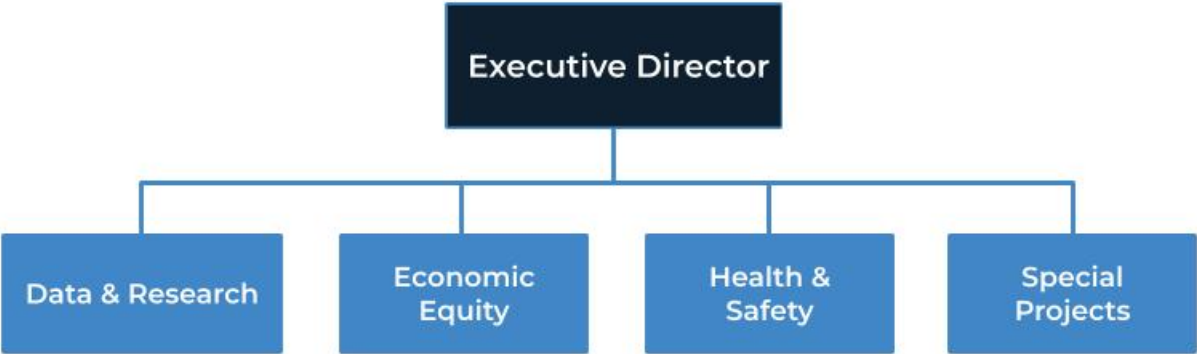 Executive Director
Data & Research
Economic
Equity
Health &
Safety
Special
Projects